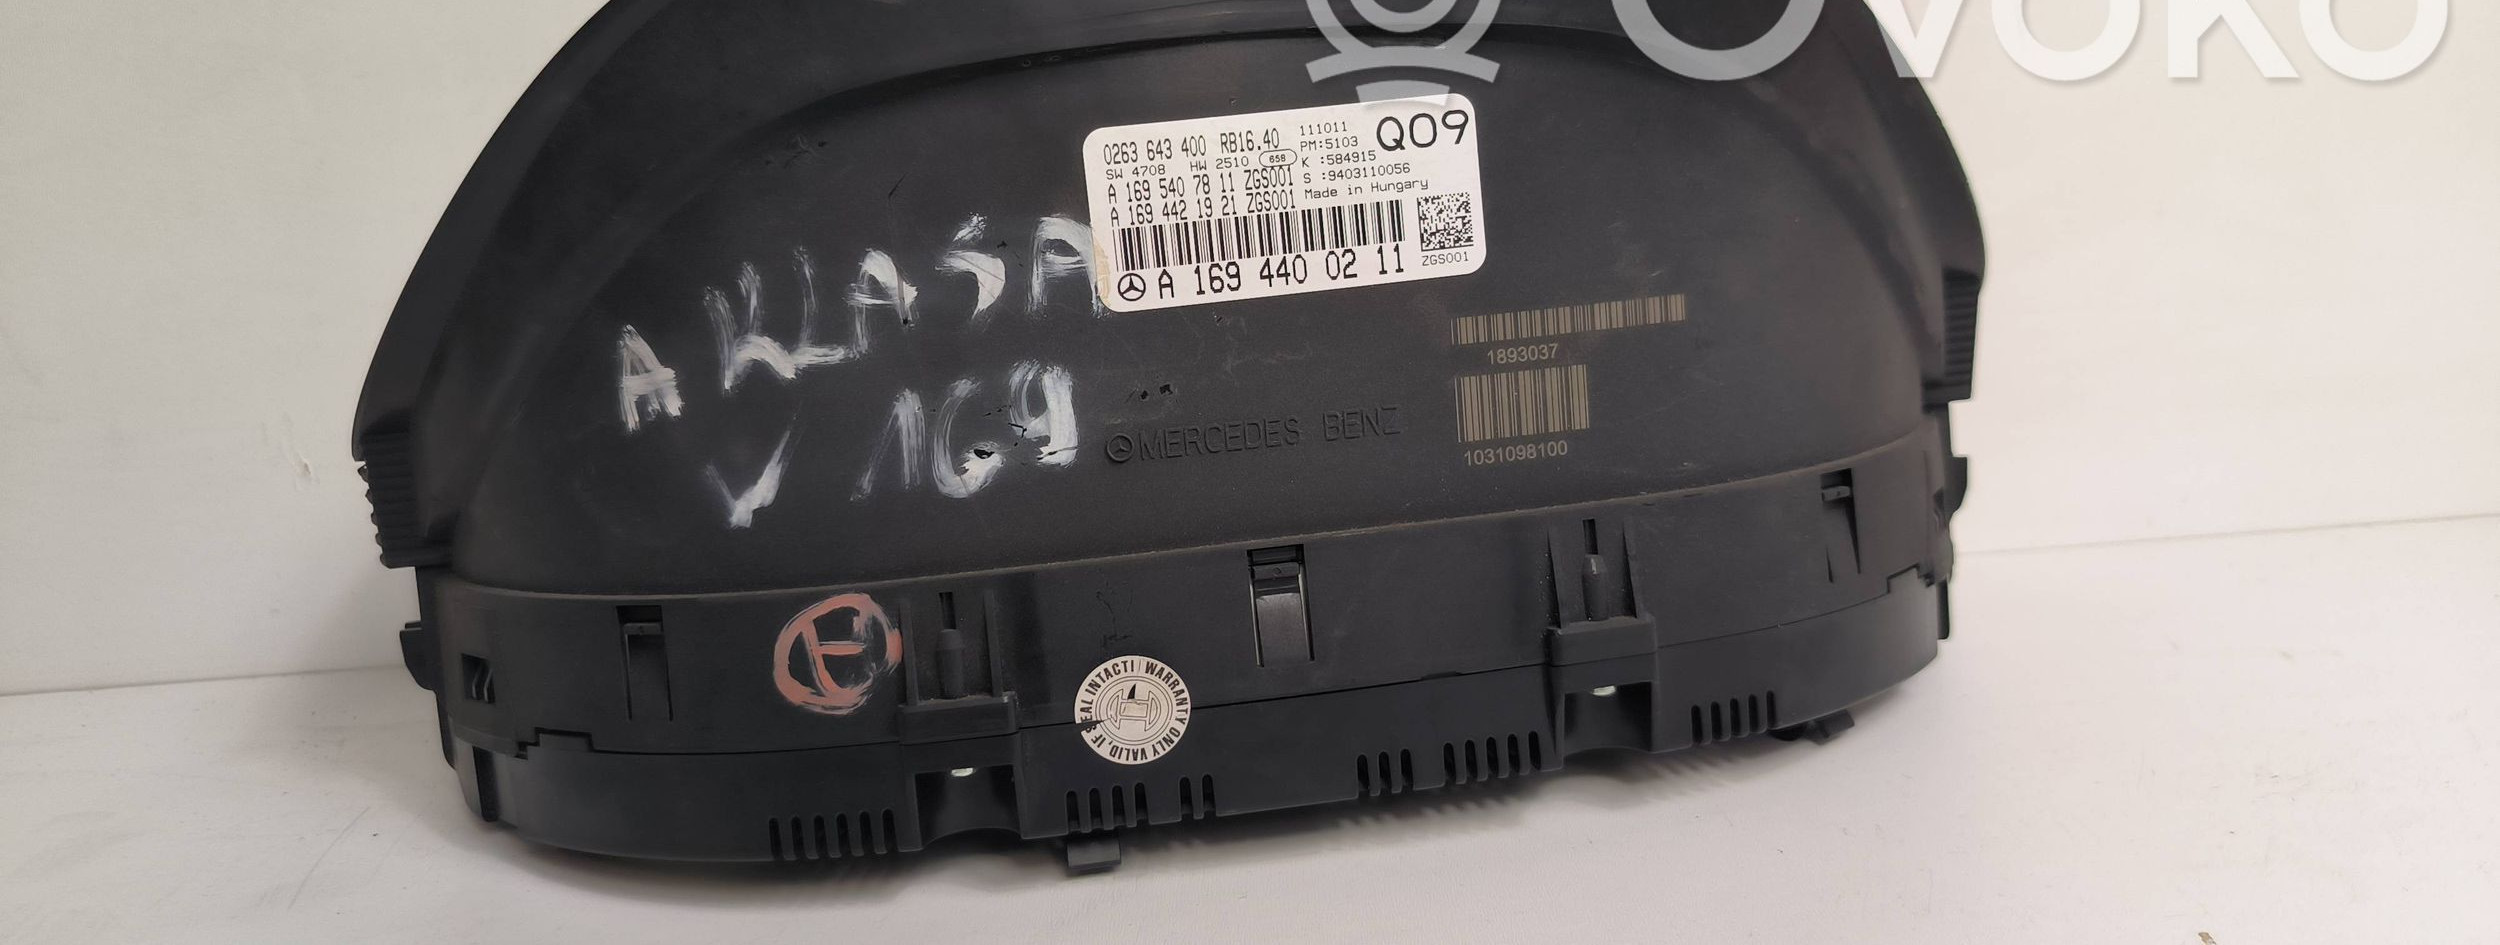 OVOKO
0263 643 400 RB16.40
111011
Q09
PM:5103
SW 4708 HW 2510 658
K :584915
A 169 540 78 11 ZGS001
S :9403110056
A 169 442 19 21 ZGS001
Made in Hungary
ZGS001
A 169 440 02 11
A KLASA
V 169
1893037
MERCEDES BENZ
1031098100
E
SEAL INTACT! WARRANTY ONLY VALID, IF